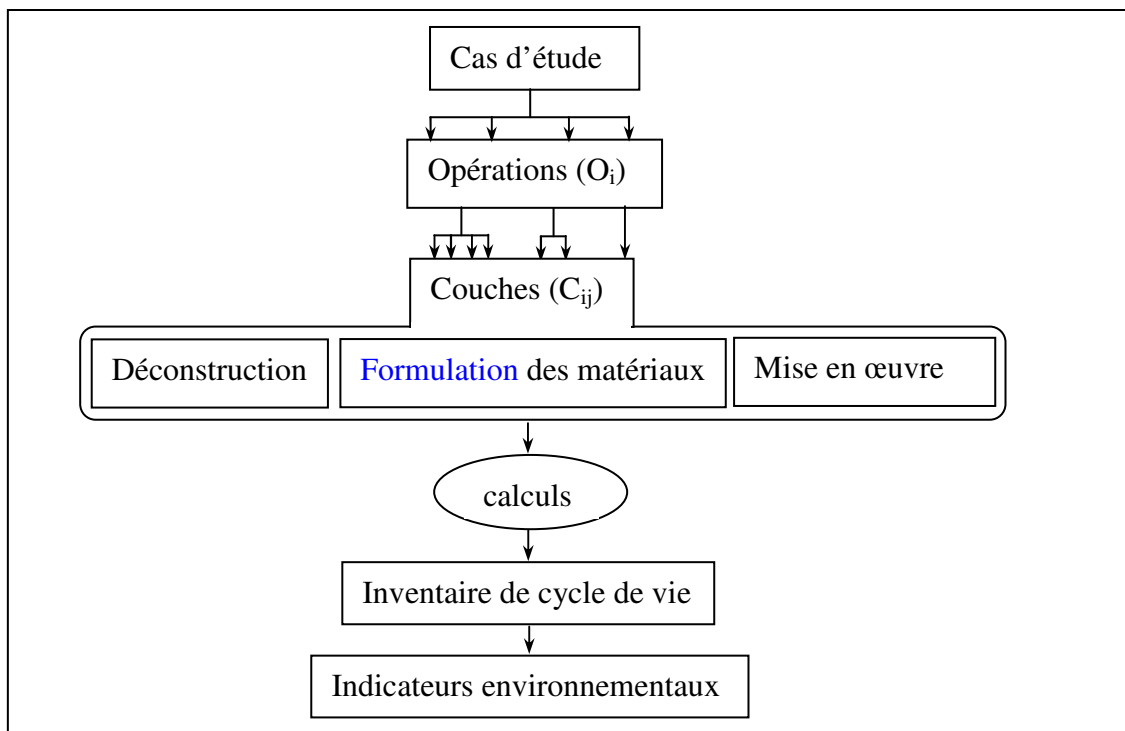 Cas d’étude
Opérations (Oi)
Couches (Cij)
Déconstruction
Formulation des matériaux
Mise en œuvre
calculs
Inventaire de cycle de vie
Indicateurs environnementaux